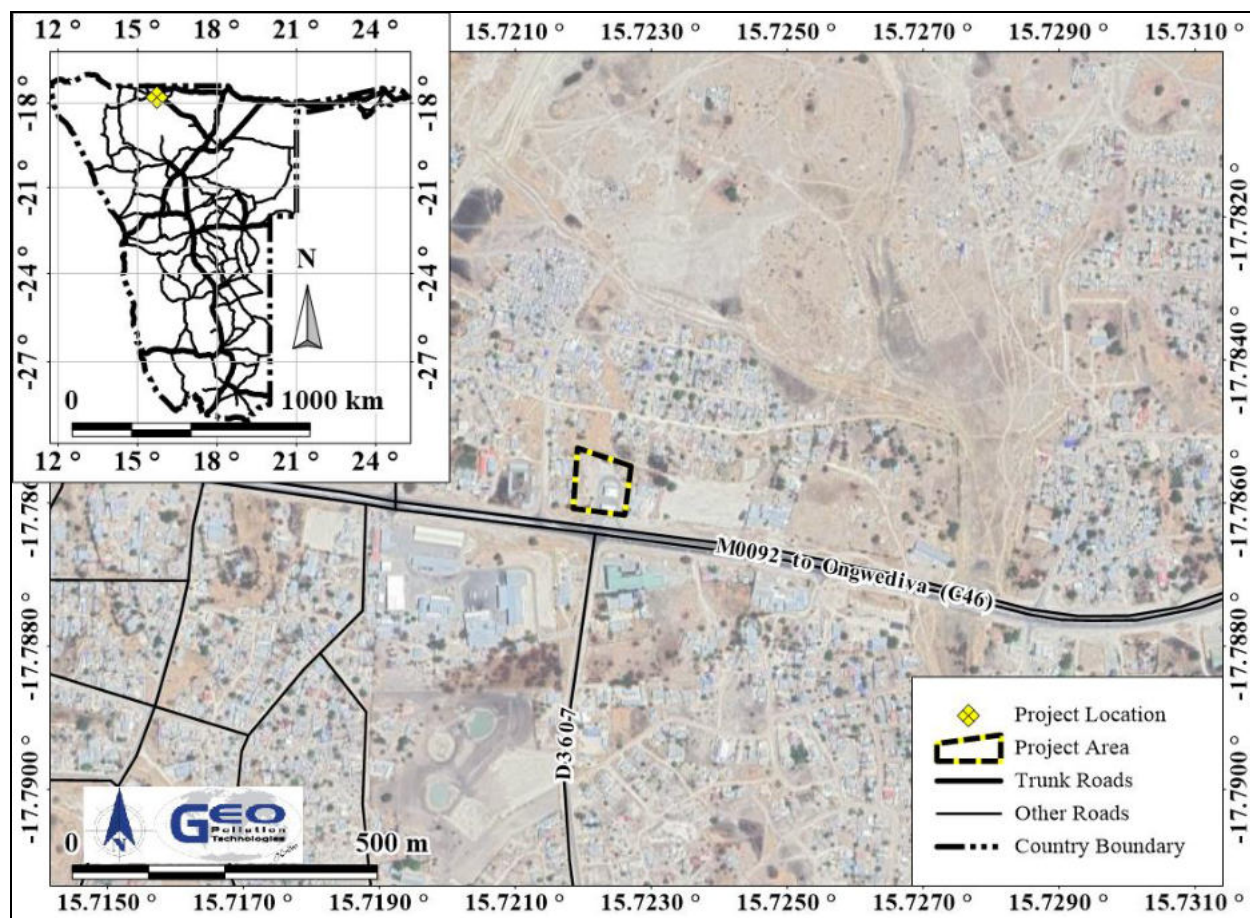 12 ° 15 ° 18 ° 21 ° 24 °
15.7210 ° 15.7230 ° 15.7250 ° 15.7270 ° 15.7290 ° 15.7310 °
-18 °
-21 °
-24 °
-27 °
-18 °
-21 °
-24 °
-27 °
N
0 1000 km
12 ° 15 ° 18 ° 21 ° 24 °
-17.7820 °
-17.7840 °
-17.7860 °
-17.7880 °
-17.7900 °
-17.7860
-17.7880 °
-17.7900 °
M0092 to Ongwediva (C46)
D3607
Project Location
Project Area
Trunk Roads
Other Roads
Country Boundary
N
GEO
Pollution
Technologies
0 500 m
15.7150 ° 15.7170 ° 15.7190 ° 15.7210 ° 15.7230 ° 15.7250 ° 15.7270 ° 15.7290 ° 15.7310 °